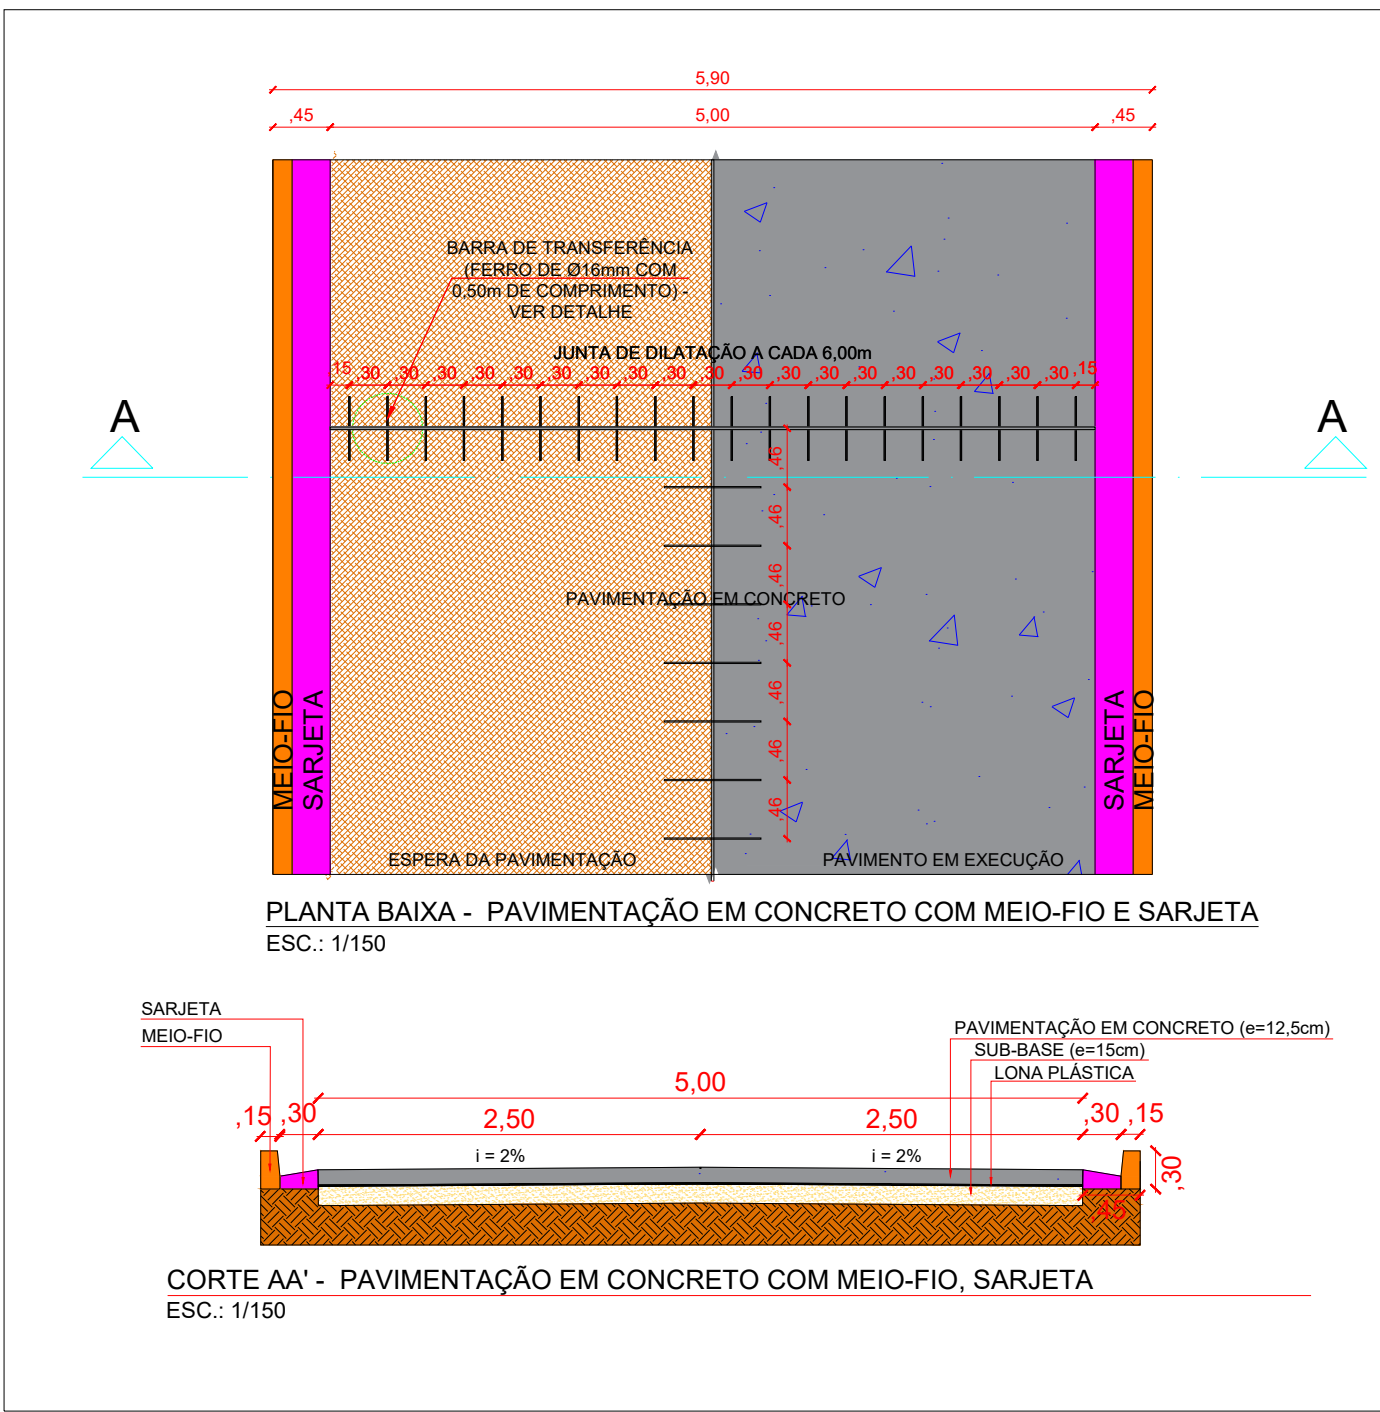 5,90
,45
5,00
,45
BARRA DE TRANSFERÊNCIA
(FERRO DE Ø16mm COM
0,50m DE COMPRIMENTO) -
VER DETALHE
JUNTA DE DILATAÇÃO A CADA 6,00m
,15 ,30 ,30 ,30 ,30 ,30 ,30 ,30 ,30 ,30 ,30 ,30 ,30 ,30 ,30 ,30 ,30 ,30 ,30 ,30 ,15
A
A
,46
,46
,46
,46
,46
,46
,46
PAVIMENTAÇÃO EM CONCRETO
MEIO-FIO
SARJETA
SARJETA
MEIO-FIO
ESPERA DA PAVIMENTAÇÃO
PAVIMENTO EM EXECUÇÃO
PLANTA BAIXA - PAVIMENTAÇÃO EM CONCRETO COM MEIO-FIO E SARJETA
ESC.: 1/150
SARJETA
MEIO-FIO
PAVIMENTAÇÃO EM CONCRETO (e=12,5cm)
SUB-BASE (e=15cm)
LONA PLÁSTICA
5,00
,15
,30
2,50
2,50
,30
,15
i = 2%
i = 2%
,30
,45
CORTE AA' - PAVIMENTAÇÃO EM CONCRETO COM MEIO-FIO, SARJETA
ESC.: 1/150